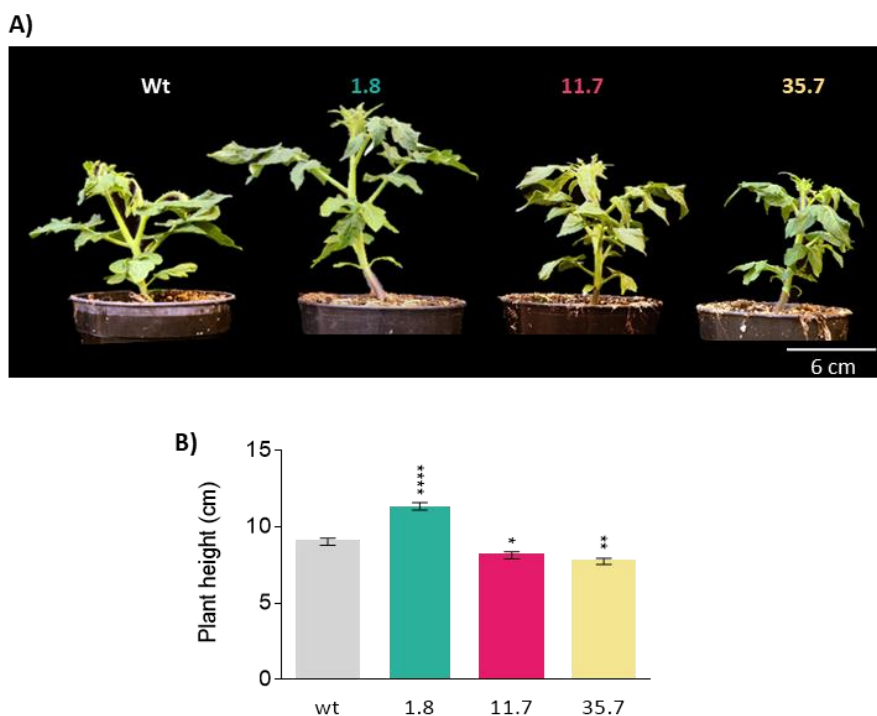 A)
Wt 1.8 11.7 35.7
6 cm
B)
Plant height (cm)
15
10
5
0
**** * **
wt 1.8 11.7 35.7